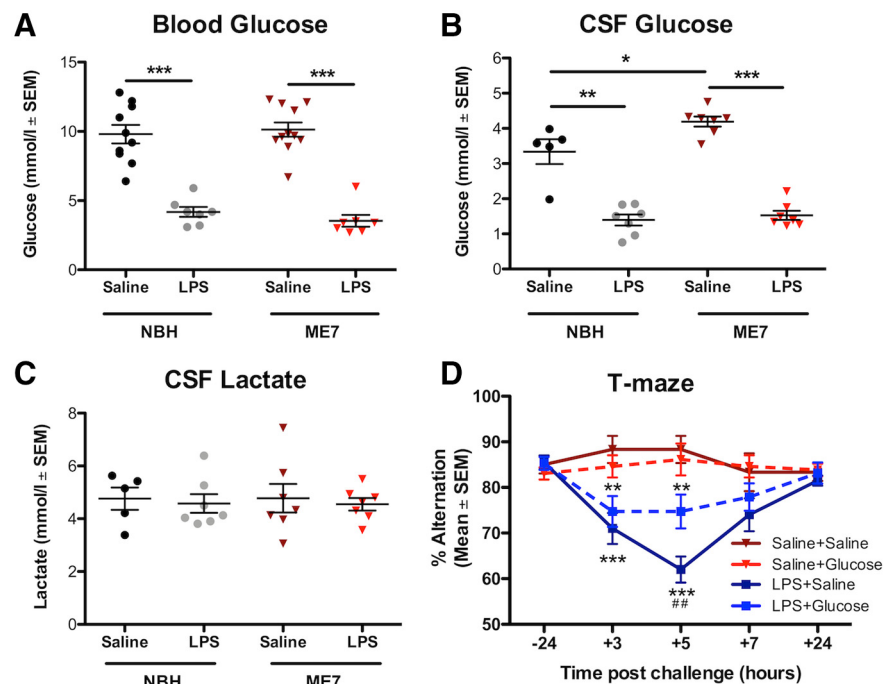 A
Blood Glucose
Glucose (mmol/l ± SEM)
15
10
5
0
***
***
Saline
LPS
Saline
LPS
NBH
ME7
B
CSF Glucose
Glucose (mmol/l ± SEM)
6
5
4
3
2
1
0
*
**
***
Saline
LPS
Saline
LPS
NBH
ME7
C
CSF Lactate
Lactate (mmol/l ± SEM)
8
6
4
2
0
Saline
LPS
Saline
LPS
NBH
ME7
D
T-maze
% Alternation
(Mean ± SEM)
100
90
80
70
60
50
**
**
***
***
##
Saline+Saline
Saline+Glucose
LPS+Saline
LPS+Glucose
-24
+3
+5
+7
+24
Time post challenge (hours)